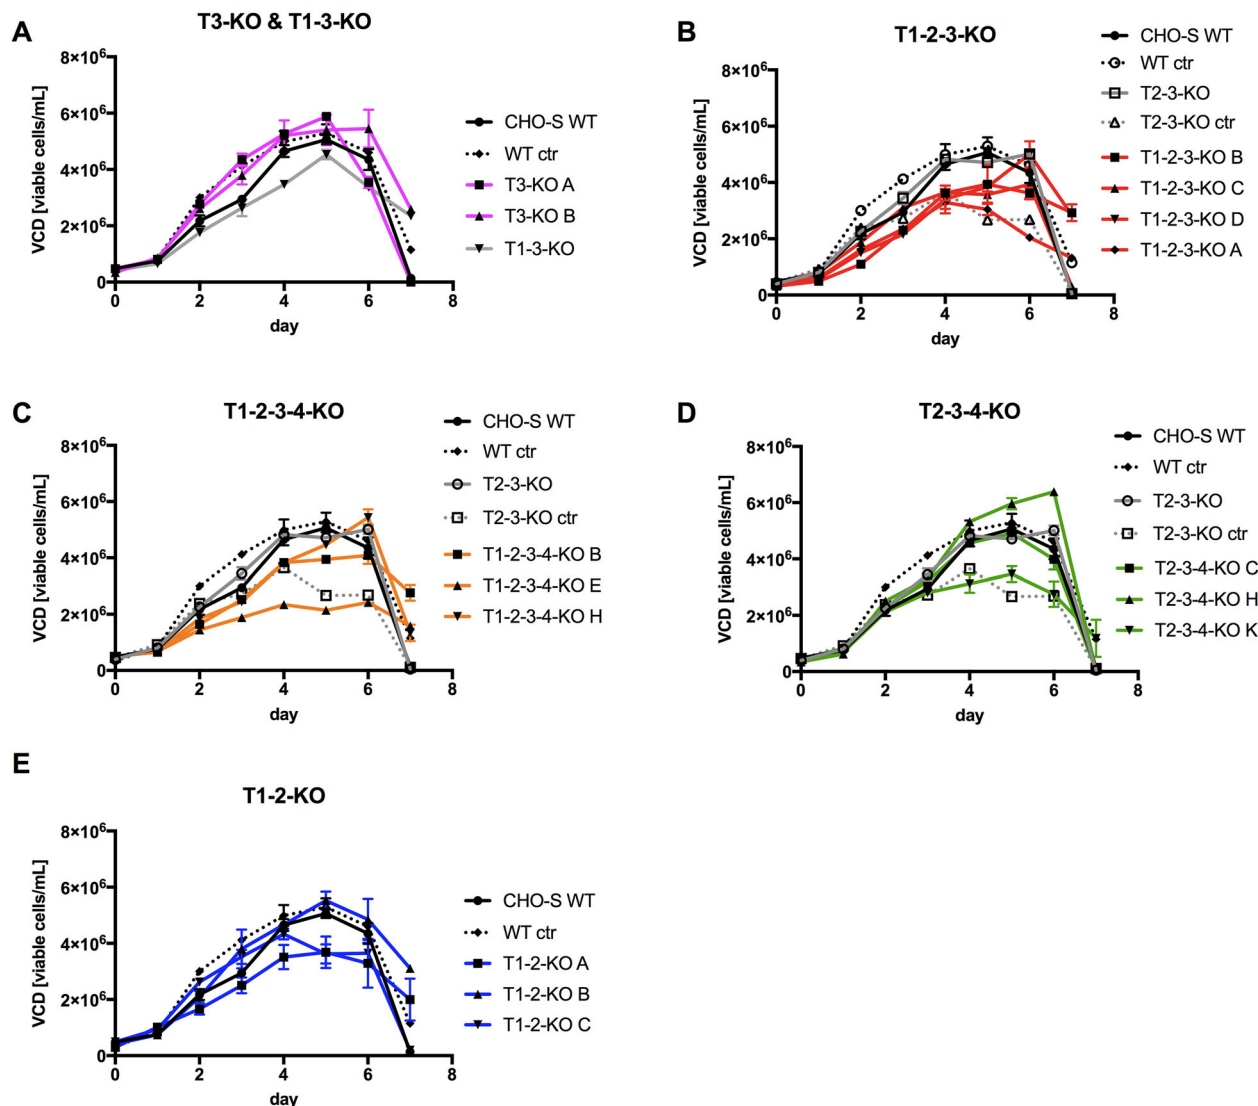 A
T3-KO & T1-3-KO
VCD [viable cells/mL]
8×10⁶
6×10⁶
4×10⁶
2×10⁶
0
0 2 4 6 8
day
CHO-S WT
WT ctr
T3-KO A
T3-KO B
T1-3-KO
B
T1-2-3-KO
VCD [viable cells/mL]
8×10⁶
6×10⁶
4×10⁶
2×10⁶
0
0 2 4 6 8
day
CHO-S WT
WT ctr
T2-3-KO
T2-3-KO ctr
T1-2-3-KO B
T1-2-3-KO C
T1-2-3-KO D
T1-2-3-KO A
C
T1-2-3-4-KO
VCD [viable cells/mL]
8×10⁶
6×10⁶
4×10⁶
2×10⁶
0
0 2 4 6 8
day
CHO-S WT
WT ctr
T2-3-KO
T2-3-KO ctr
T1-2-3-4-KO B
T1-2-3-4-KO E
T1-2-3-4-KO H
D
T2-3-4-KO
VCD [viable cells/mL]
8×10⁶
6×10⁶
4×10⁶
2×10⁶
0
0 2 4 6 8
day
CHO-S WT
WT ctr
T2-3-KO
T2-3-KO ctr
T2-3-4-KO C
T2-3-4-KO H
T2-3-4-KO K
E
T1-2-KO
VCD [viable cells/mL]
8×10⁶
6×10⁶
4×10⁶
2×10⁶
0
0 2 4 6 8
day
CHO-S WT
WT ctr
T1-2-KO A
T1-2-KO B
T1-2-KO C